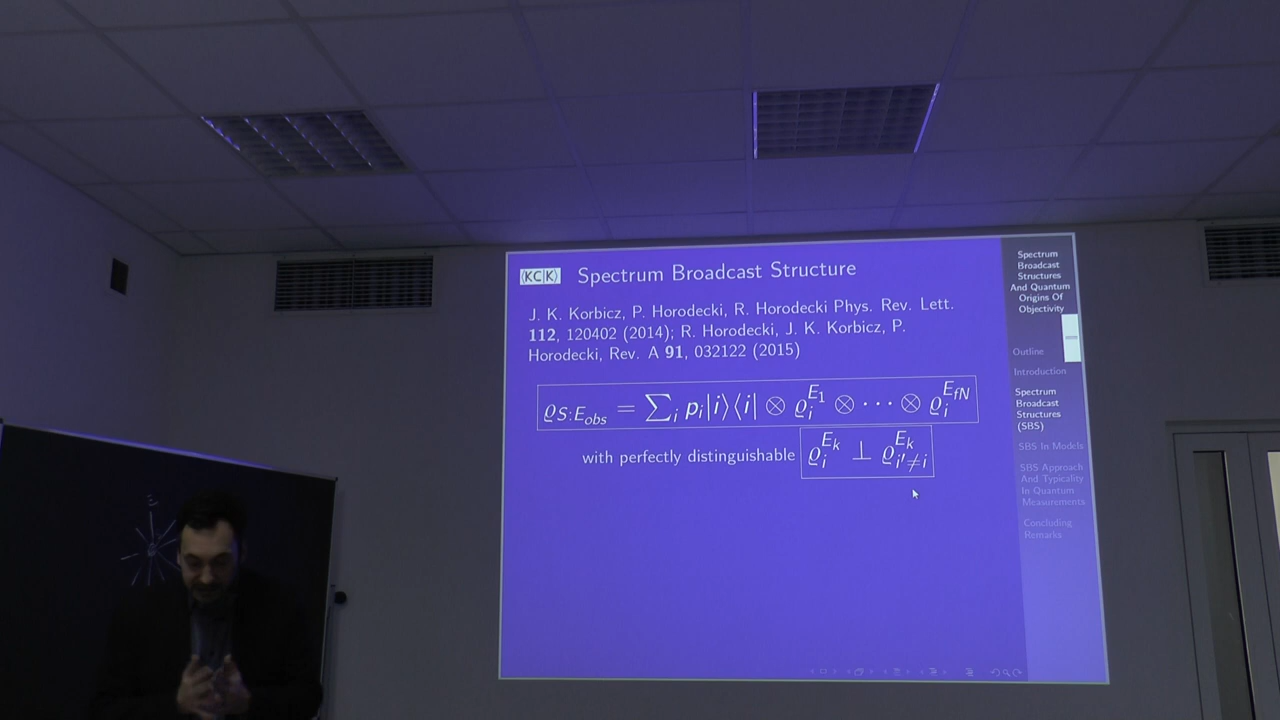 ⟨KC|K⟩ Spectrum Broadcast Structure
J. K. Korbicz, P. Horodecki, R. Horodecki Phys. Rev. Lett.
112, 120402 (2014); R. Horodecki, J. K. Korbicz, P.
Horodecki, Rev. A 91, 032122 (2015)
ϱ_{S:E_{obs}} = ∑_i p_i|i⟩⟨i| ⊗ ϱ_i^{E_1} ⊗ ⋯ ⊗ ϱ_i^{E_{fN}}
with perfectly distinguishable ϱ_i^{E_k} ⊥ ϱ_{i'≠i}^{E_k}
Spectrum
Broadcast
Structures
And Quantum
Origins Of
Objectivity
Outline
Introduction
Spectrum
Broadcast
Structures
(SBS)
SBS In Models
SBS Approach
And Typicality
In Quantum
Measurements
Concluding
Remarks